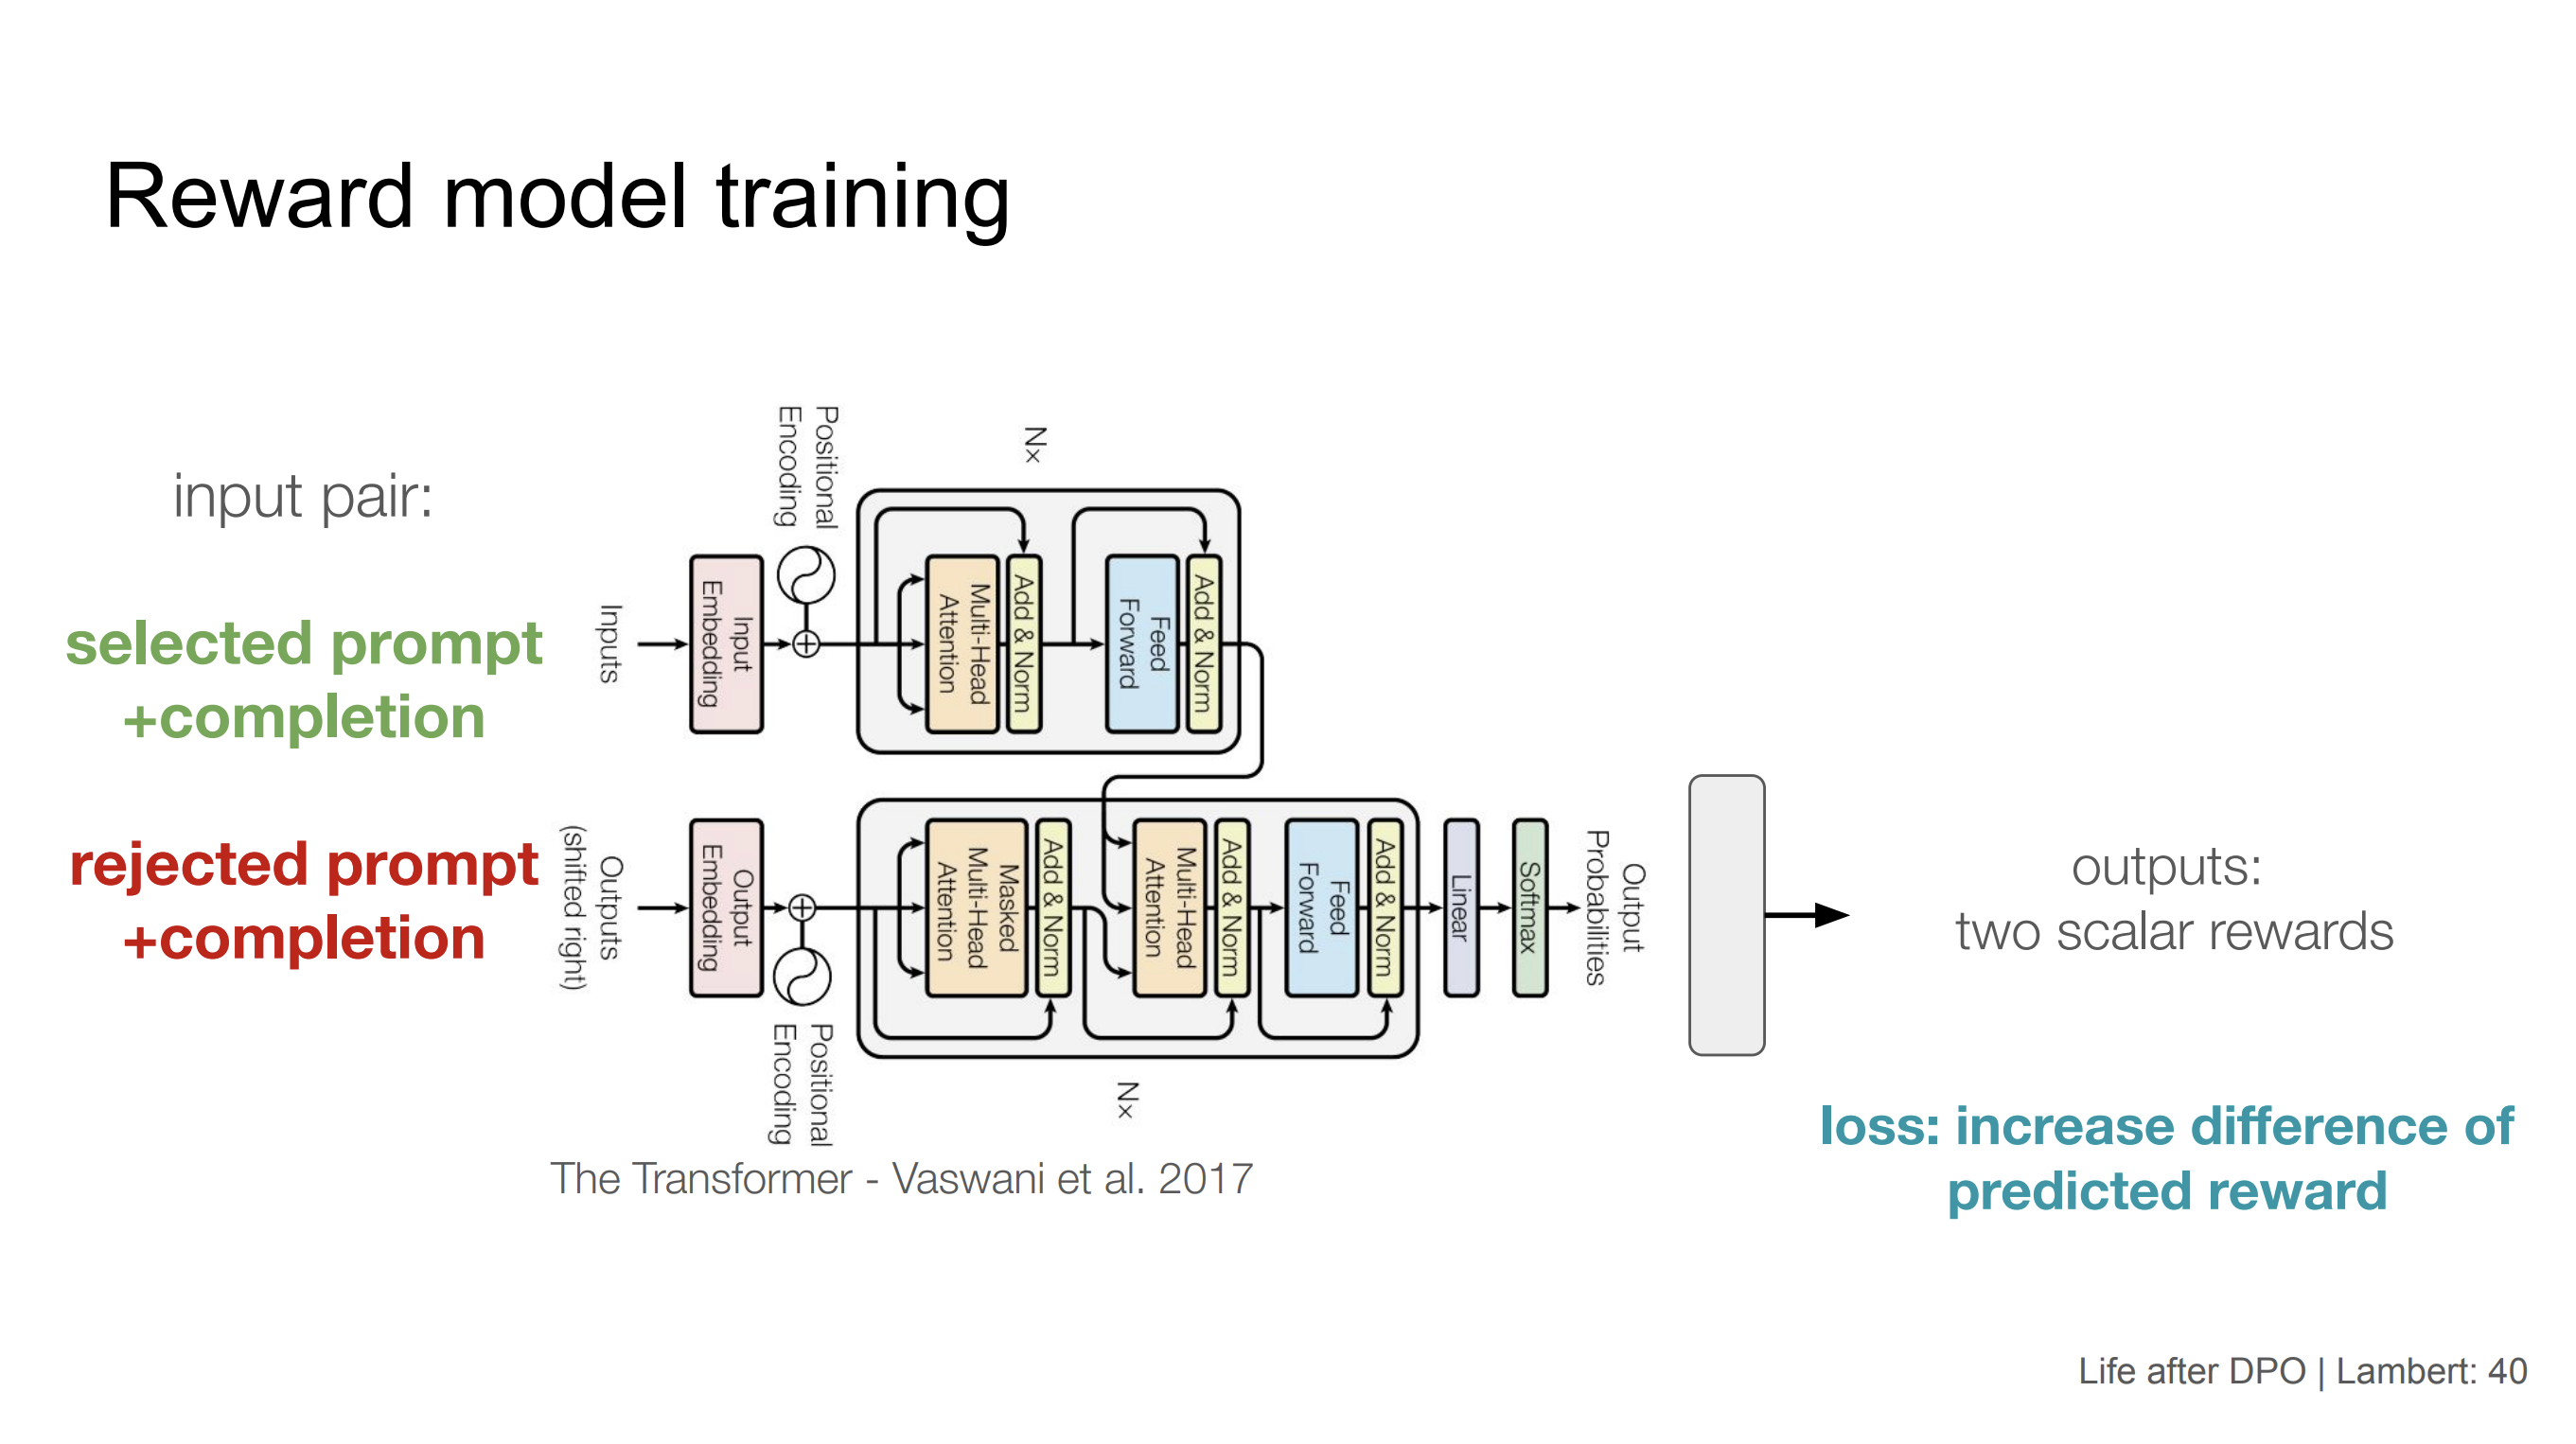 Reward model training
input pair:
selected prompt
+completion
rejected prompt
+completion
Inputs
Input
Embedding
Positional
Encoding
Nx
Multi-Head
Attention
Add & Norm
Feed
Forward
Add & Norm
Outputs
(shifted right)
Output
Embedding
Positional
Encoding
Masked
Multi-Head
Attention
Add & Norm
Multi-Head
Attention
Add & Norm
Feed
Forward
Add & Norm
Nx
Linear
Softmax
Output
Probabilities
The Transformer - Vaswani et al. 2017
outputs:
two scalar rewards
loss: increase difference of
predicted reward
Life after DPO | Lambert: 40